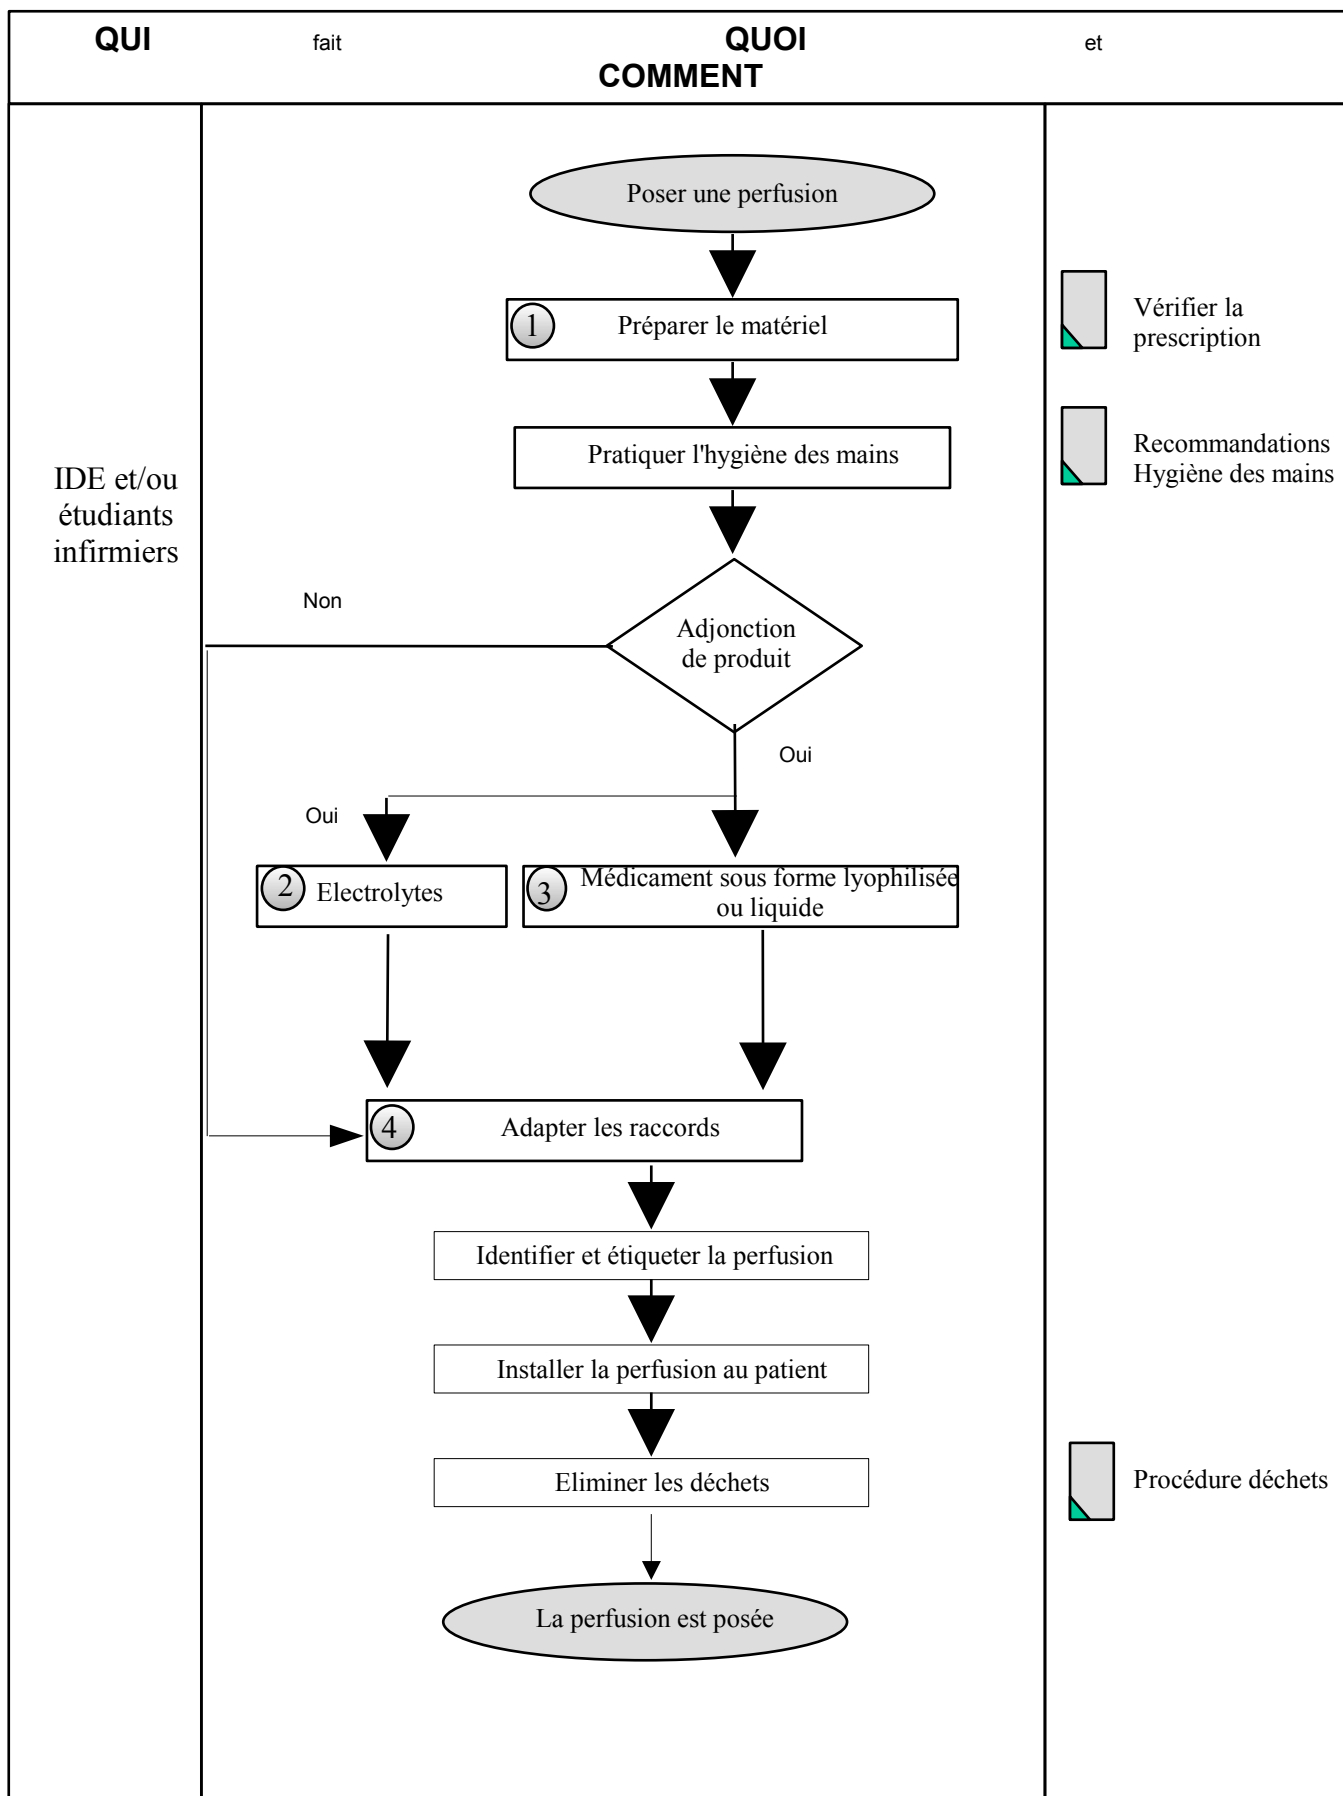 QUI fait QUOI et
COMMENT
Poser une perfusion
1 Préparer le matériel
Vérifier la
prescription
Pratiquer l'hygiène des mains
Recommandations
Hygiène des mains
IDE et/ou
étudiants
infirmiers
Non
Adjonction
de produit
Oui
Oui
2 Electrolytes
3 Médicament sous forme lyophilisée
ou liquide
4 Adapter les raccords
Identifier et étiqueter la perfusion
Installer la perfusion au patient
Eliminer les déchets
Procédure déchets
La perfusion est posée